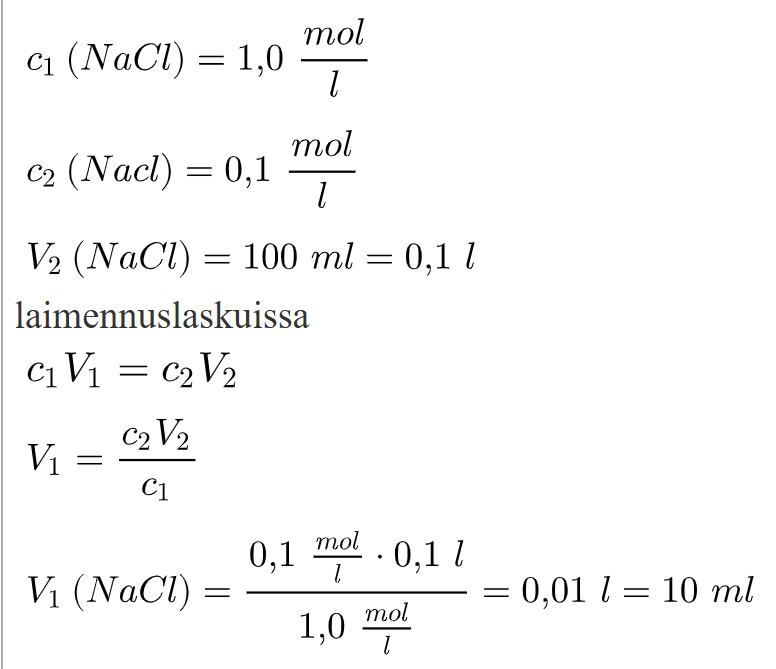 c₁ (NaCl) = 1,0 mol/l
c₂ (Nacl) = 0,1 mol/l
V₂ (NaCl) = 100 ml = 0,1 l
laimennuslaskuissa
c₁V₁ = c₂V₂
V₁ = c₂V₂/c₁
V₁ (NaCl) = (0,1 mol/l · 0,1 l)/(1,0 mol/l) = 0,01 l = 10 ml